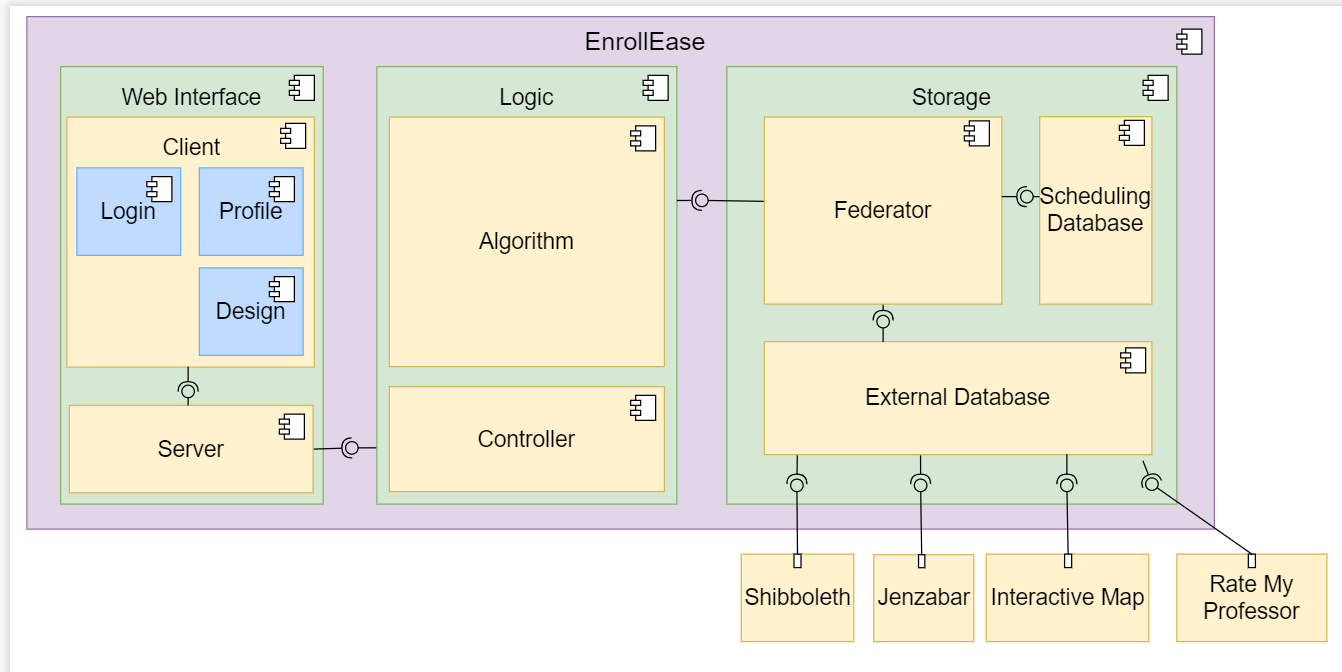 EnrollEase
Web Interface
Client
Login
Profile
Design
Server
Logic
Algorithm
Controller
Storage
Federator
Scheduling
Database
External Database
Shibboleth
Jenzabar
Interactive Map
Rate My
Professor